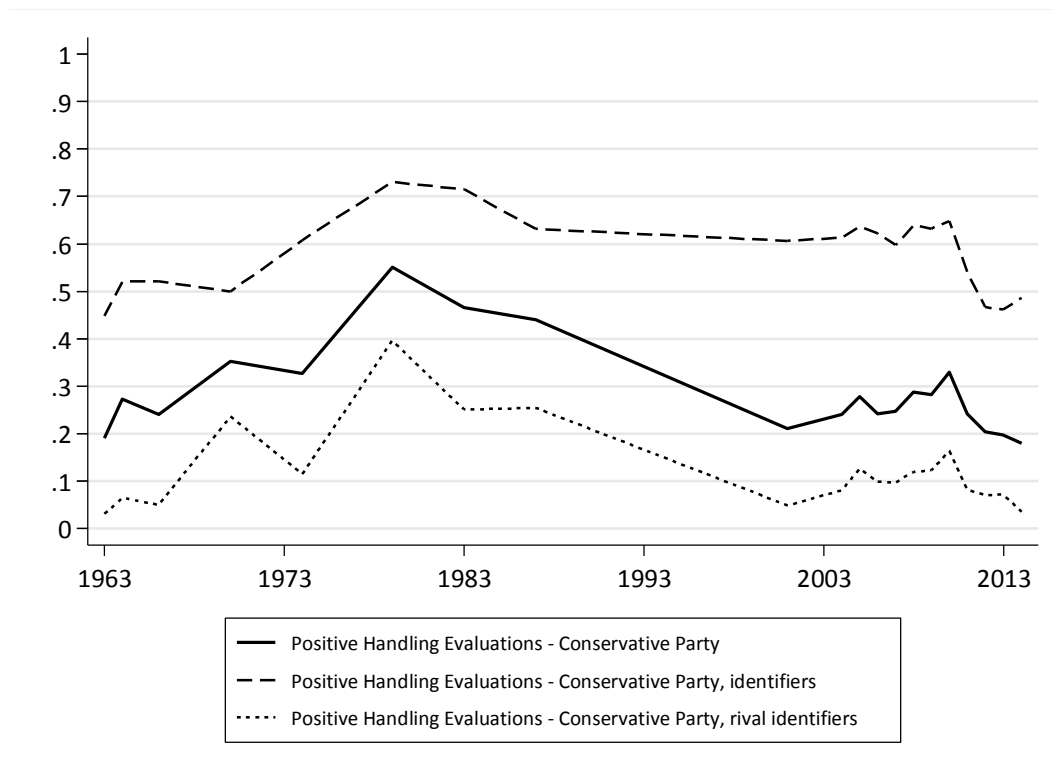 1
.9
.8
.7
.6
.5
.4
.3
.2
.1
0
1963 1973 1983 1993 2003 2013
Positive Handling Evaluations - Conservative Party
Positive Handling Evaluations - Conservative Party, identifiers
Positive Handling Evaluations - Conservative Party, rival identifiers